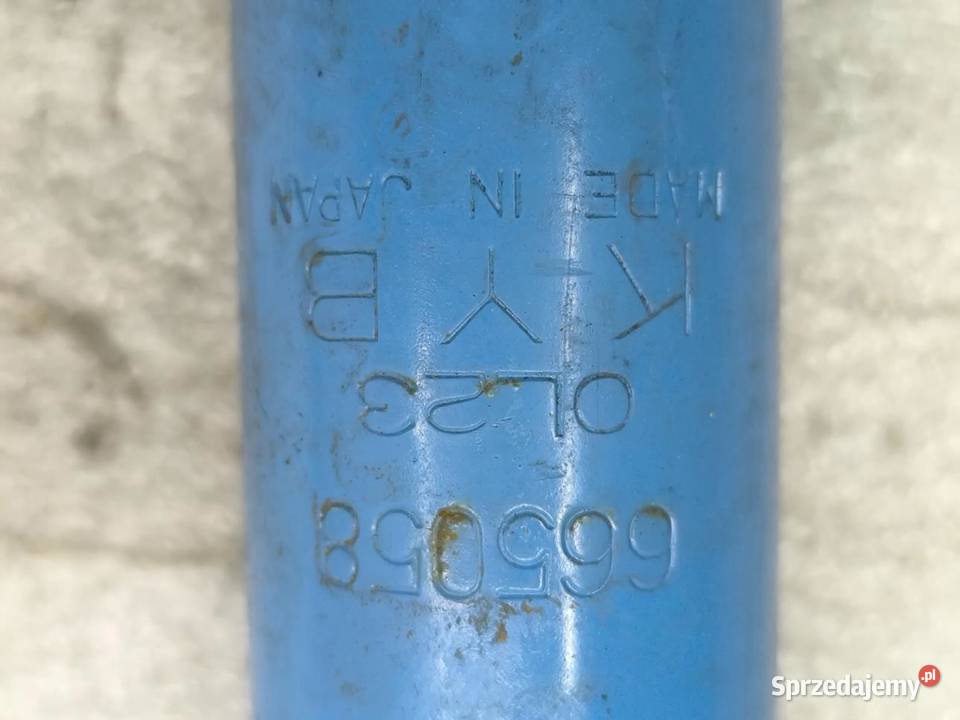 665058
0L23
KYB
MADE IN JAPAN
Sprzedajemy.pl